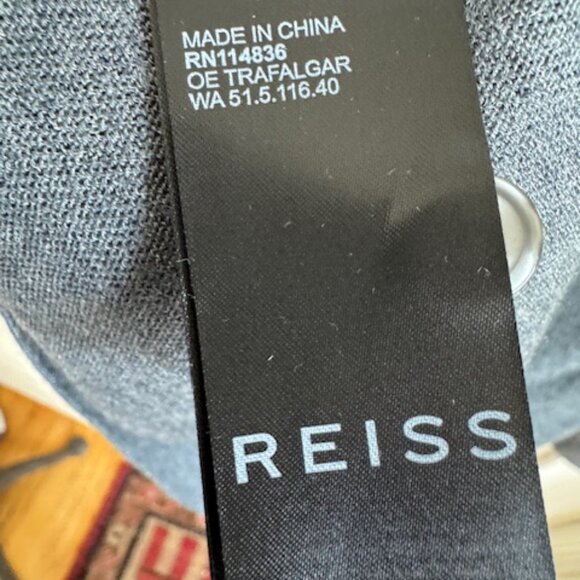 MADE IN CHINA
RN114836
OE TRAFALGAR
WA 51.5.116.40
REISS